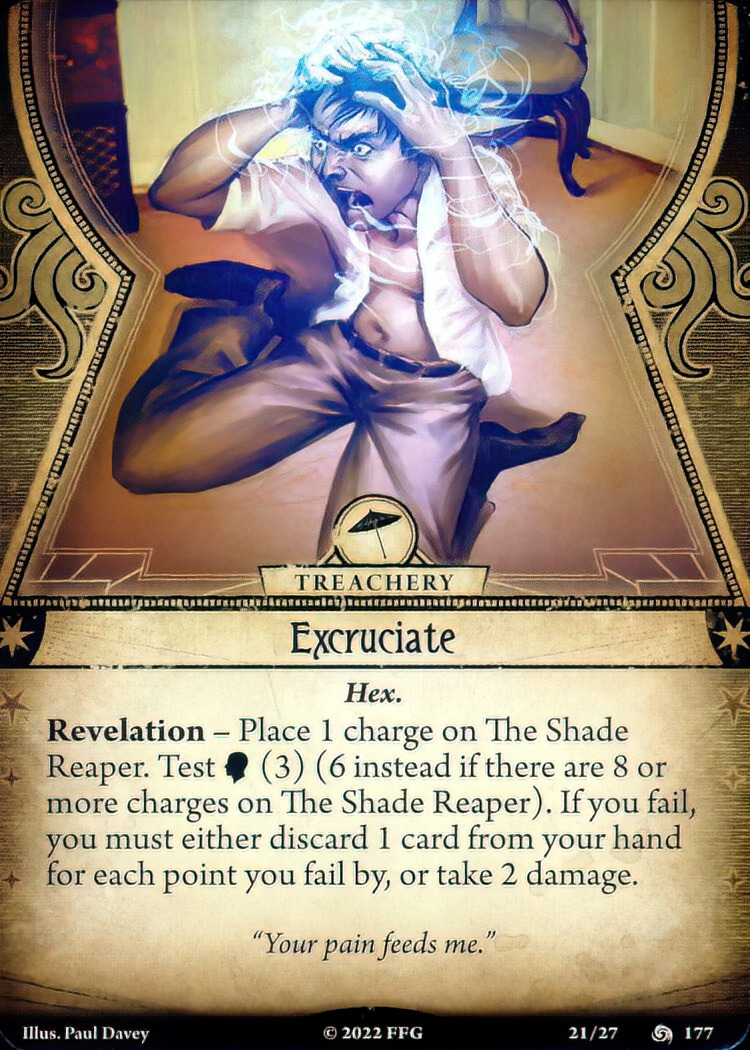 TREACHERY
Excruciate
Hex.
Revelation – Place 1 charge on The Shade
Reaper. Test (3) (6 instead if there are 8 or
more charges on The Shade Reaper). If you fail,
you must either discard 1 card from your hand
for each point you fail by, or take 2 damage.
“Your pain feeds me.”
Illus. Paul Davey © 2022 FFG 21/27 177